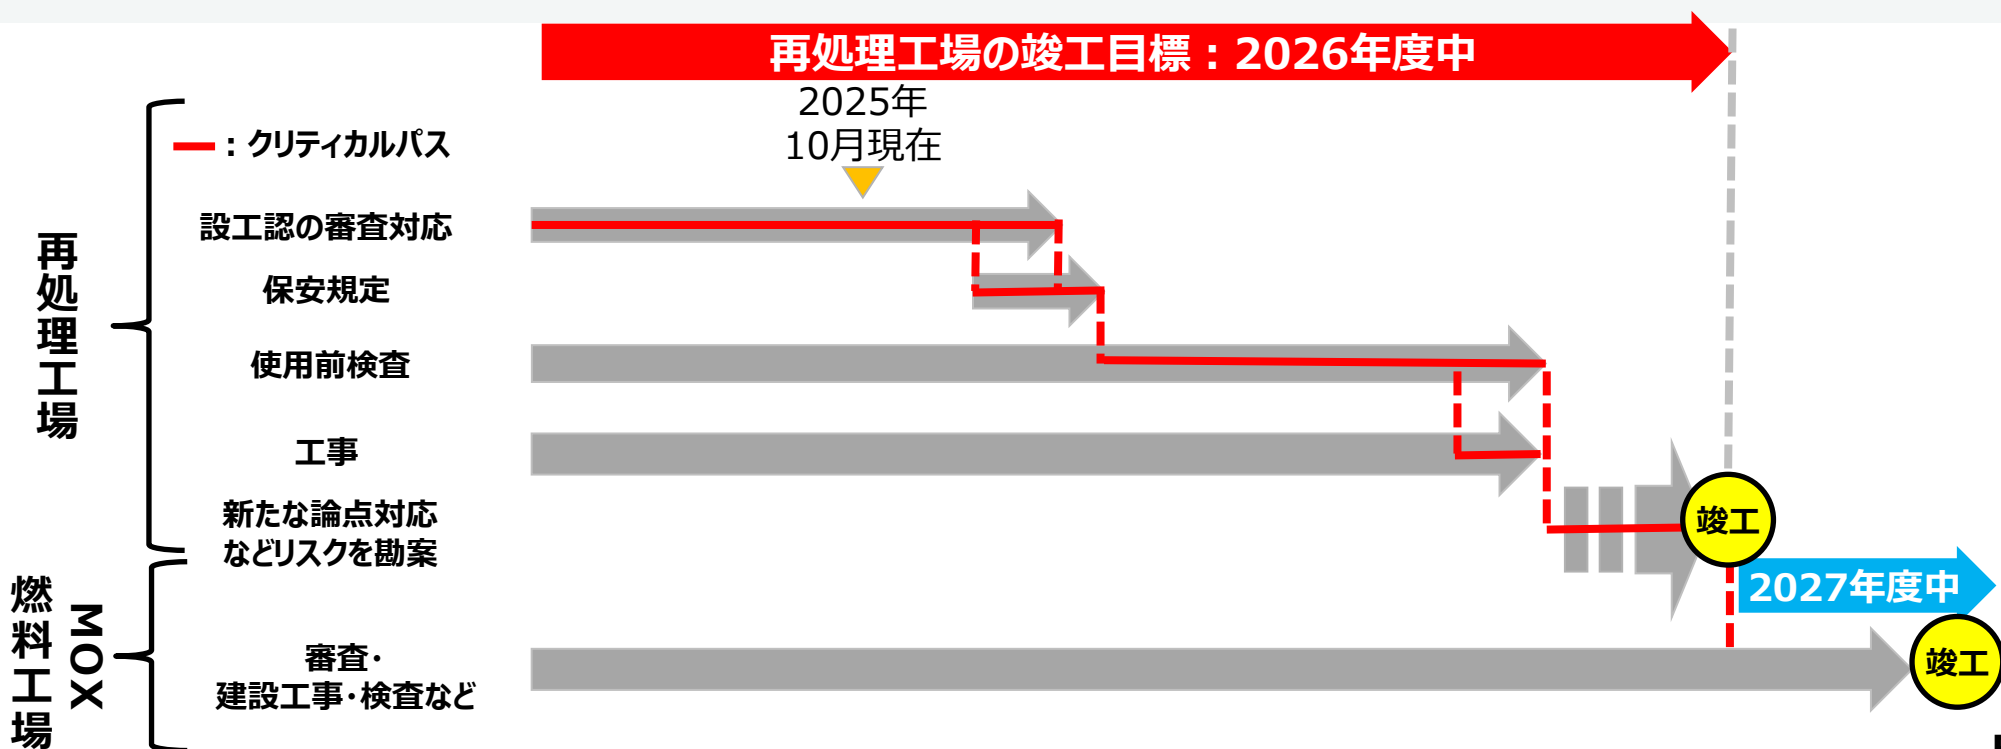 再処理工場の竣工目標：2026年度中
2025年
10月現在
：クリティカルパス
再処理工場
設工認の審査対応
保安規定
使用前検査
工事
新たな論点対応
などリスクを勘案
竣工
2027年度中
MOX
燃料工場
審査・
建設工事・検査など
竣工